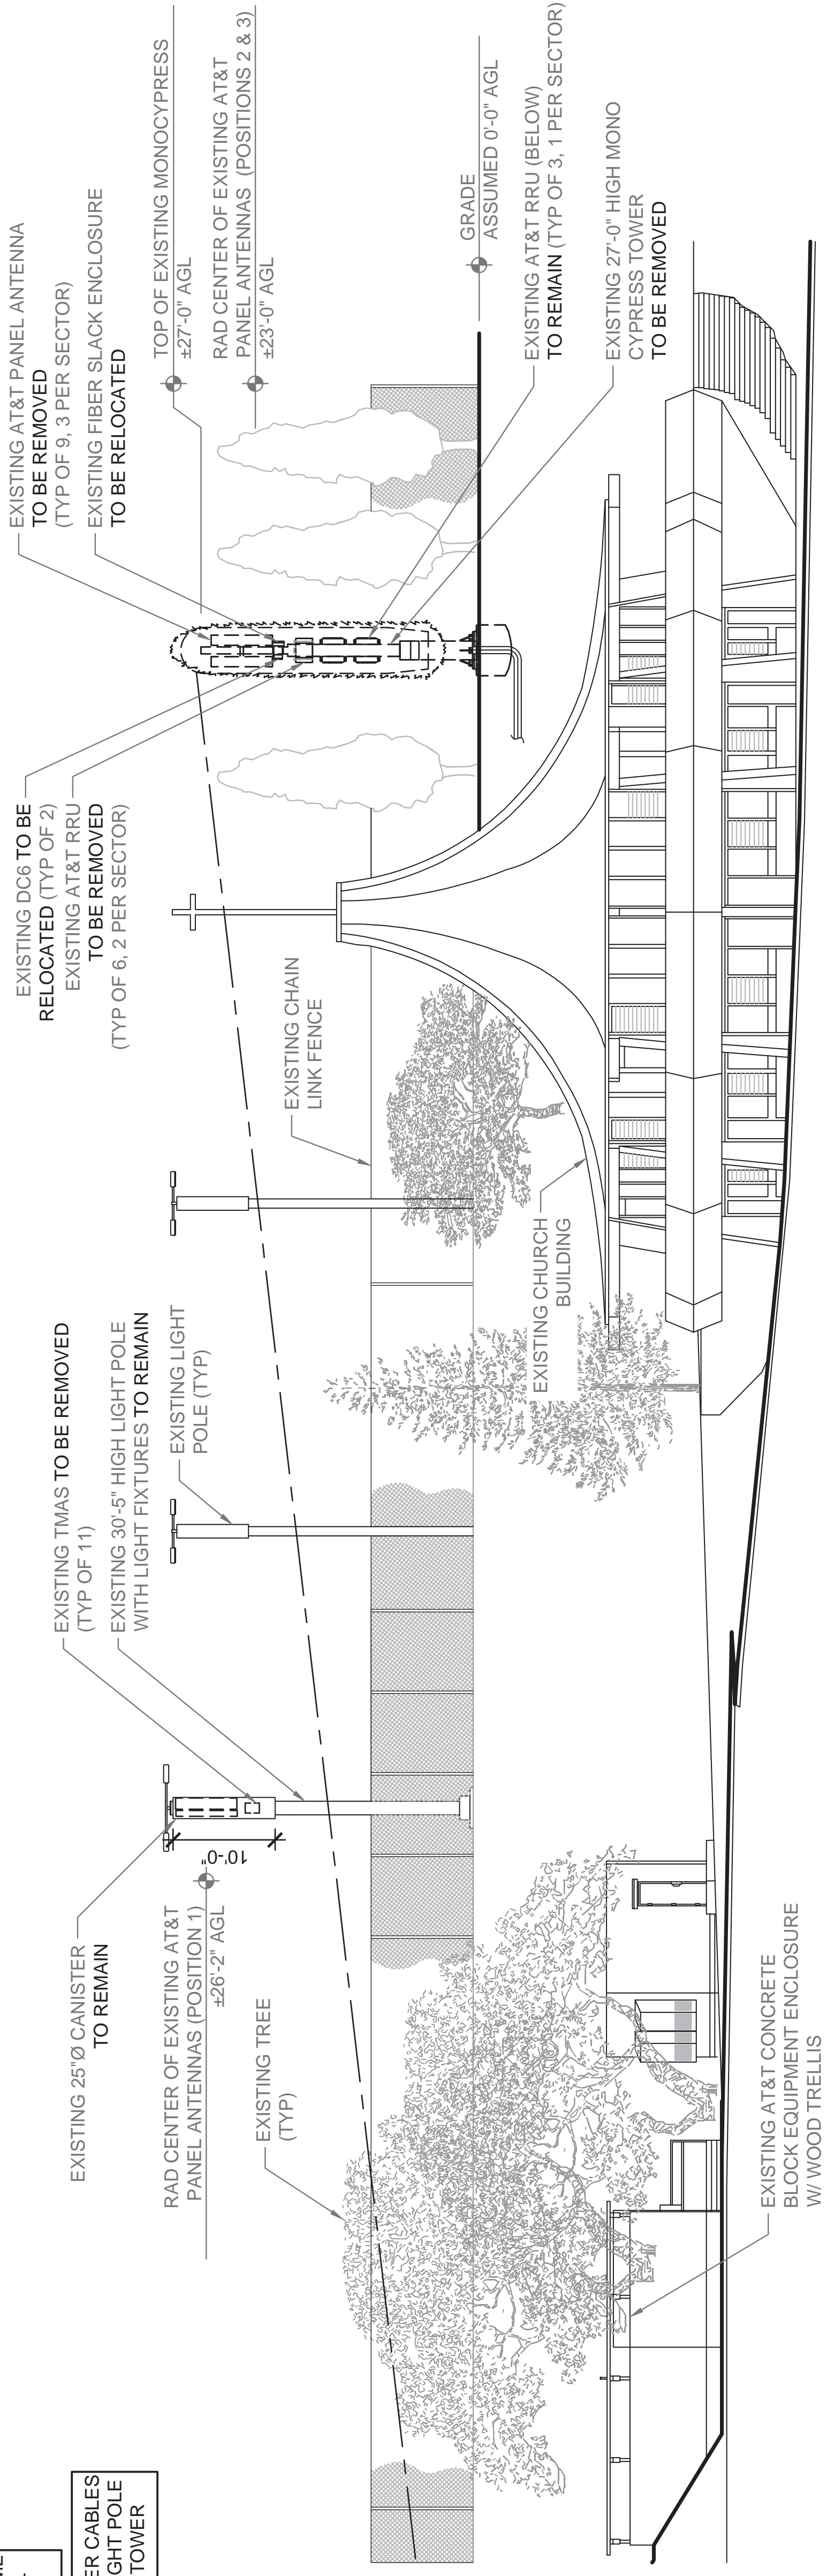 EXISTING AT&T PANEL ANTENNA
TO BE REMOVED
(TYP OF 9, 3 PER SECTOR)
EXISTING FIBER SLACK ENCLOSURE
TO BE RELOCATED
TOP OF EXISTING MONOCYPRESS
±27'-0" AGL
RAD CENTER OF EXISTING AT&T
PANEL ANTENNAS (POSITIONS 2 & 3)
±23'-0" AGL
GRADE
ASSUMED 0'-0" AGL
EXISTING AT&T RRU (BELOW)
TO REMAIN (TYP OF 3, 1 PER SECTOR)
EXISTING 27'-0" HIGH MONO
CYPRESS TOWER
TO BE REMOVED
EXISTING DC6 TO BE
RELOCATED (TYP OF 2)
EXISTING AT&T RRU
TO BE REMOVED
(TYP OF 6, 2 PER SECTOR)
EXISTING CHAIN
LINK FENCE
EXISTING CHURCH
BUILDING
EXISTING TMAS TO BE REMOVED
(TYP OF 11)
EXISTING 30'-5" HIGH LIGHT POLE
WITH LIGHT FIXTURES TO REMAIN
EXISTING LIGHT
POLE (TYP)
10'-0"
EXISTING 25"Ø CANISTER
TO REMAIN
RAD CENTER OF EXISTING AT&T
PANEL ANTENNAS (POSITION 1)
±26'-2" AGL
EXISTING TREE
(TYP)
EXISTING AT&T CONCRETE
BLOCK EQUIPMENT ENCLOSURE
W/ WOOD TRELLIS
ER CABLES
GHT POLE
TOWER